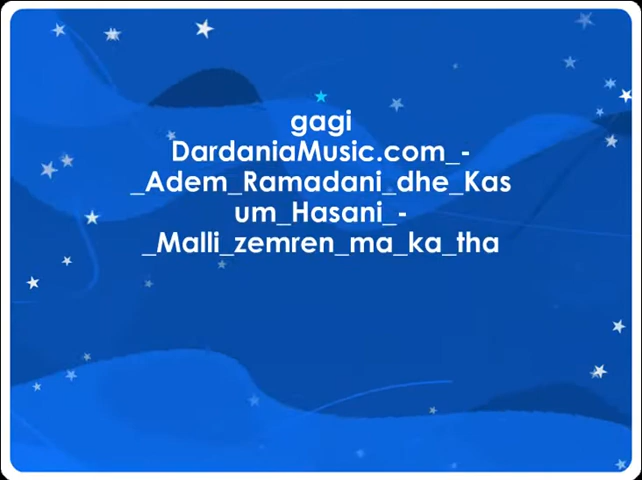 gagi
DardaniaMusic.com_-
_Adem_Ramadani_dhe_Kas
um_Hasani_-
_Malli_zemren_ma_ka_tha